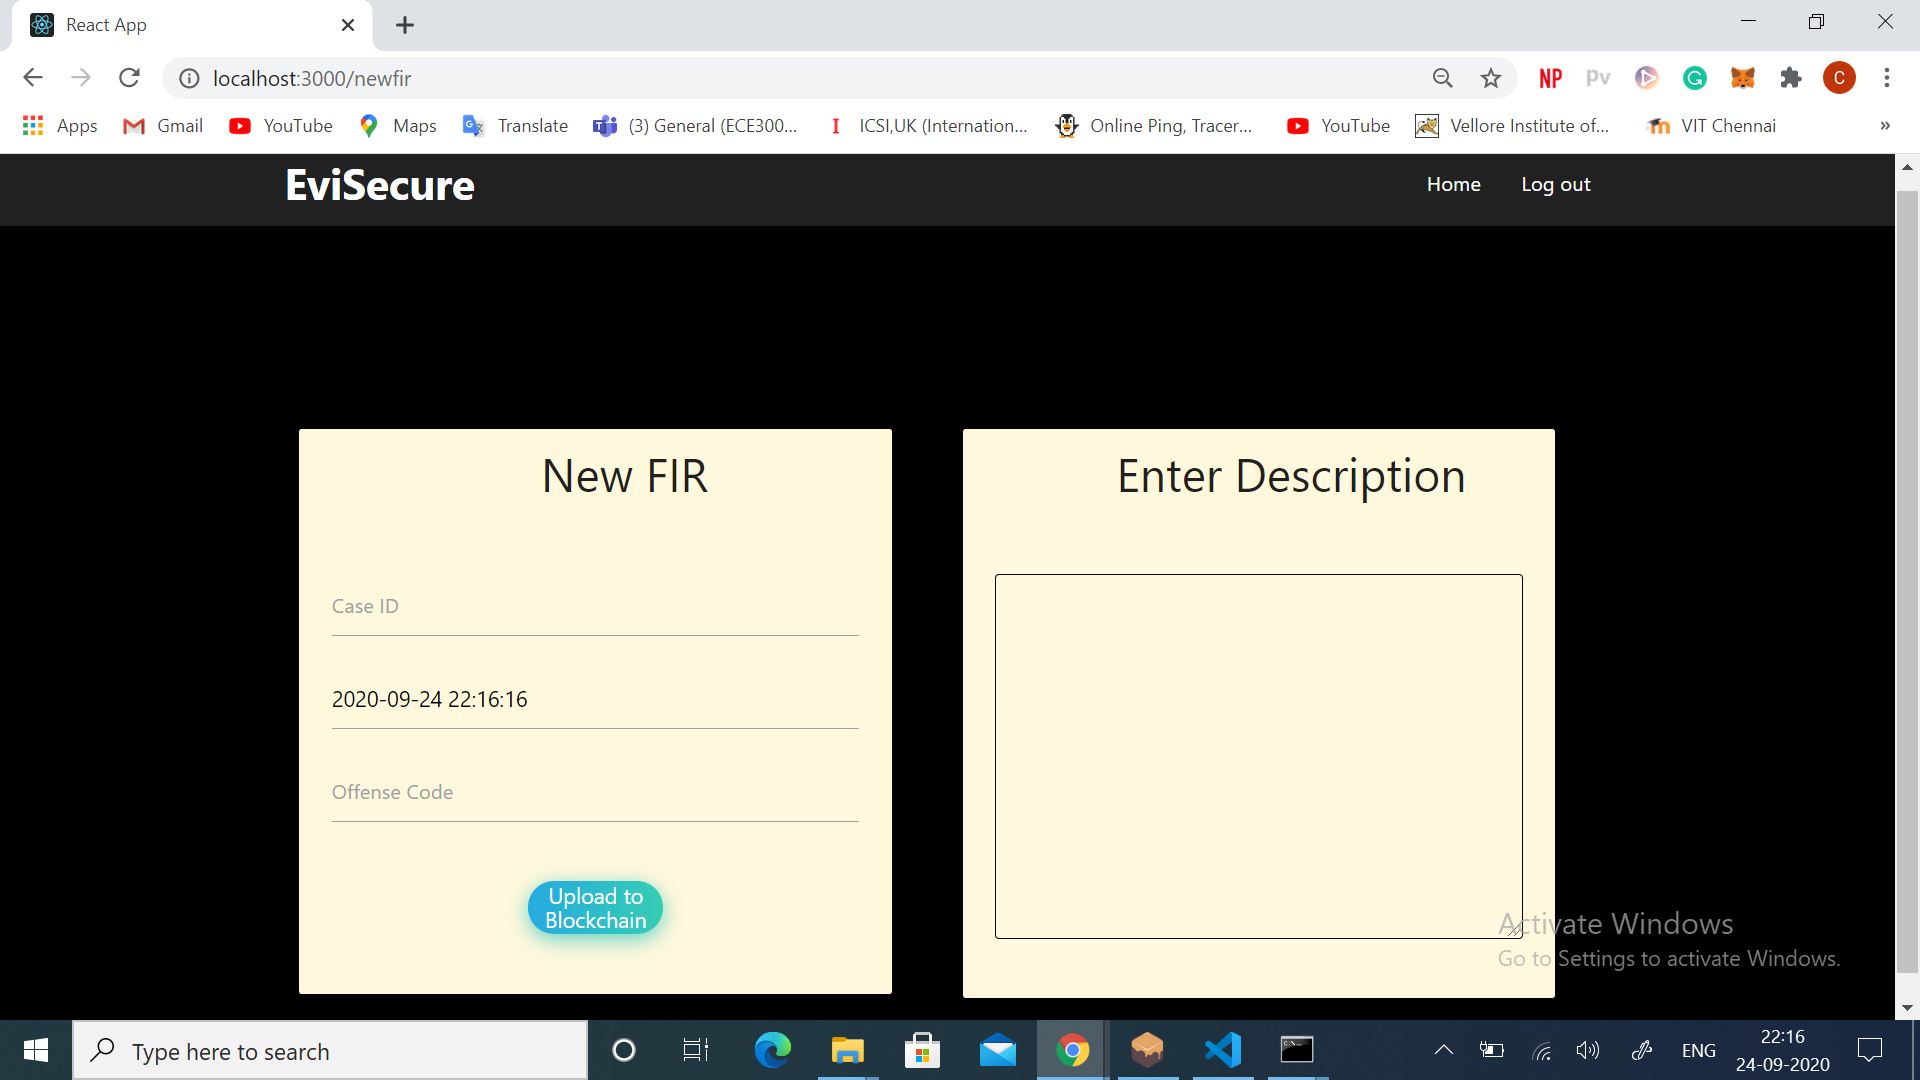 React App
localhost:3000/newfir
NP
Pv
C
Apps
Gmail
YouTube
Maps
Translate
(3) General (ECE300...
ICSI,UK (Internation...
Online Ping, Tracer...
YouTube
Vellore Institute of...
VIT Chennai
»
EviSecure
Home
Log out
New FIR
Case ID
2020-09-24 22:16:16
Offense Code
Upload to
Blockchain
Enter Description
Activate Windows
Go to Settings to activate Windows.
Type here to search
ENG
22:16
24-09-2020